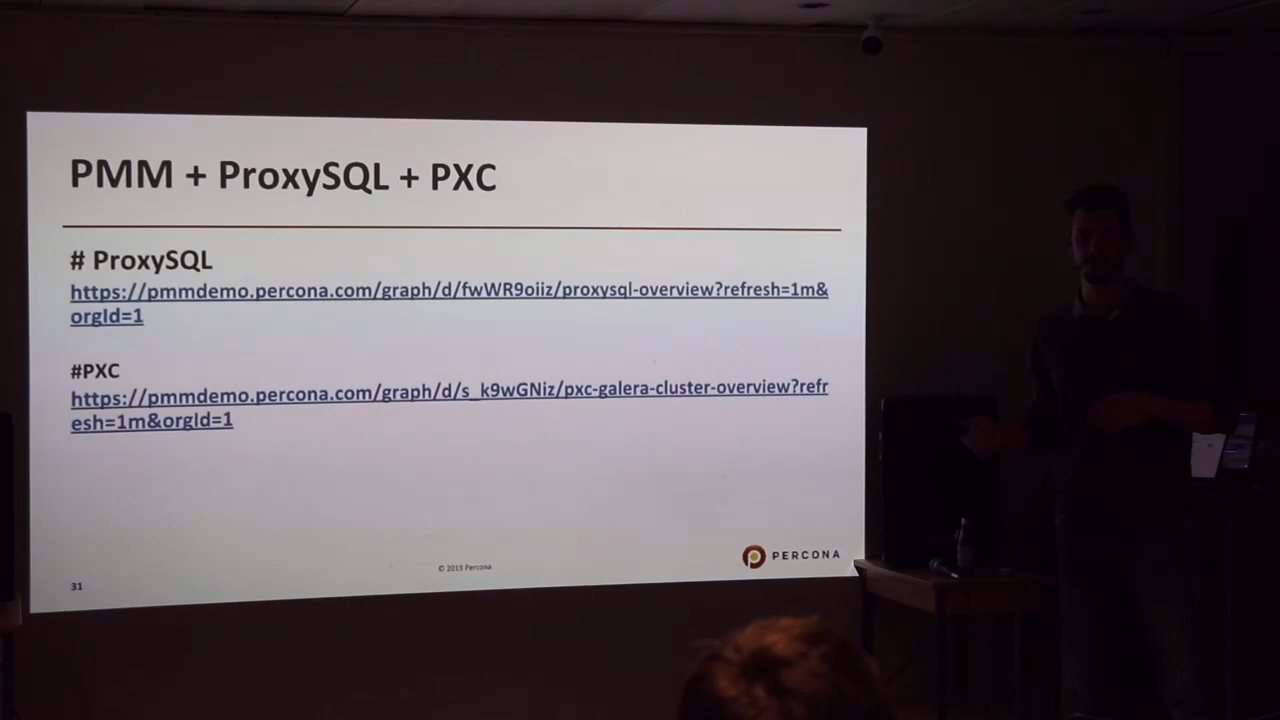 PMM + ProxySQL + PXC
# ProxySQL
https://pmmdemo.percona.com/graph/d/fwWR9oiiz/proxysql-overview?refresh=1m&
orgId=1
#PXC
https://pmmdemo.percona.com/graph/d/s_k9wGNiz/pxc-galera-cluster-overview?refr
esh=1m&orgId=1
31
© 2019 Percona
PERCONA